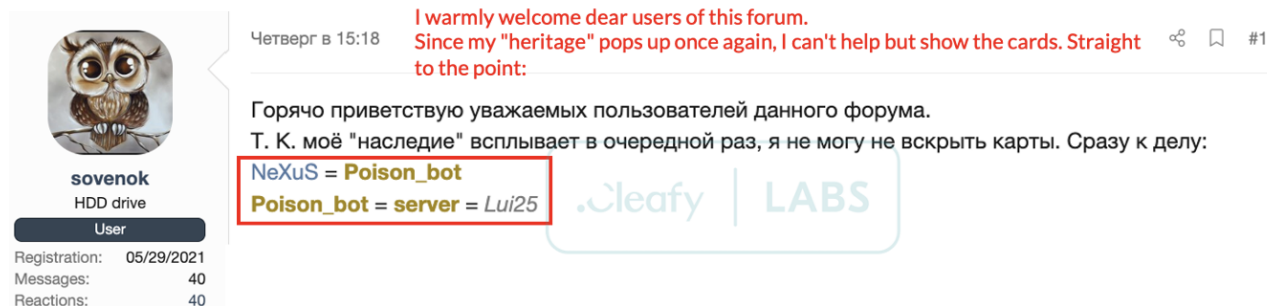 I warmly welcome dear users of this forum.
Четверг в 15:18
Since my "heritage" pops up once again, I can't help but show the cards. Straight
to the point:
#1
Горячо приветствую уважаемых пользователей данного форума.
Т. К. моё "наследие" всплывает в очередной раз, я не могу не вскрыть карты. Сразу к делу:
NeXuS = Poison_bot
Poison_bot = server = Lui25
sovenok
HDD drive
User
Registration: 05/29/2021
Messages: 40
Reactions: 40
.Cleafy | LABS